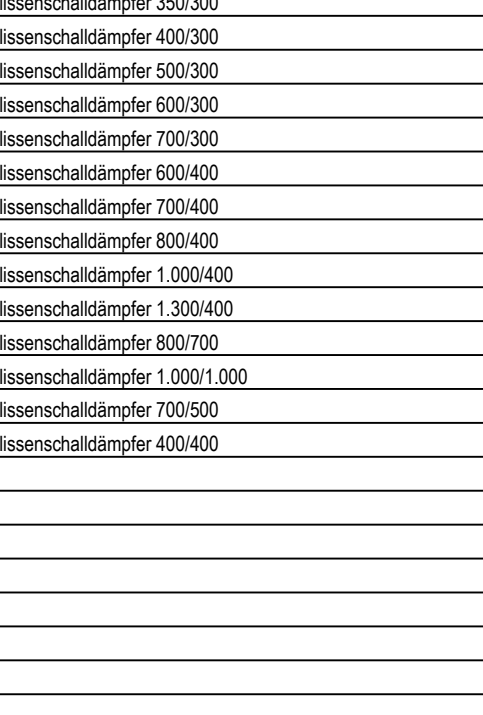 lissenschalldämpfer 350/300
lissenschalldämpfer 400/300
lissenschalldämpfer 500/300
lissenschalldämpfer 600/300
lissenschalldämpfer 700/300
lissenschalldämpfer 600/400
lissenschalldämpfer 700/400
lissenschalldämpfer 800/400
lissenschalldämpfer 1.000/400
lissenschalldämpfer 1.300/400
lissenschalldämpfer 800/700
lissenschalldämpfer 1.000/1.000
lissenschalldämpfer 700/500
lissenschalldämpfer 400/400